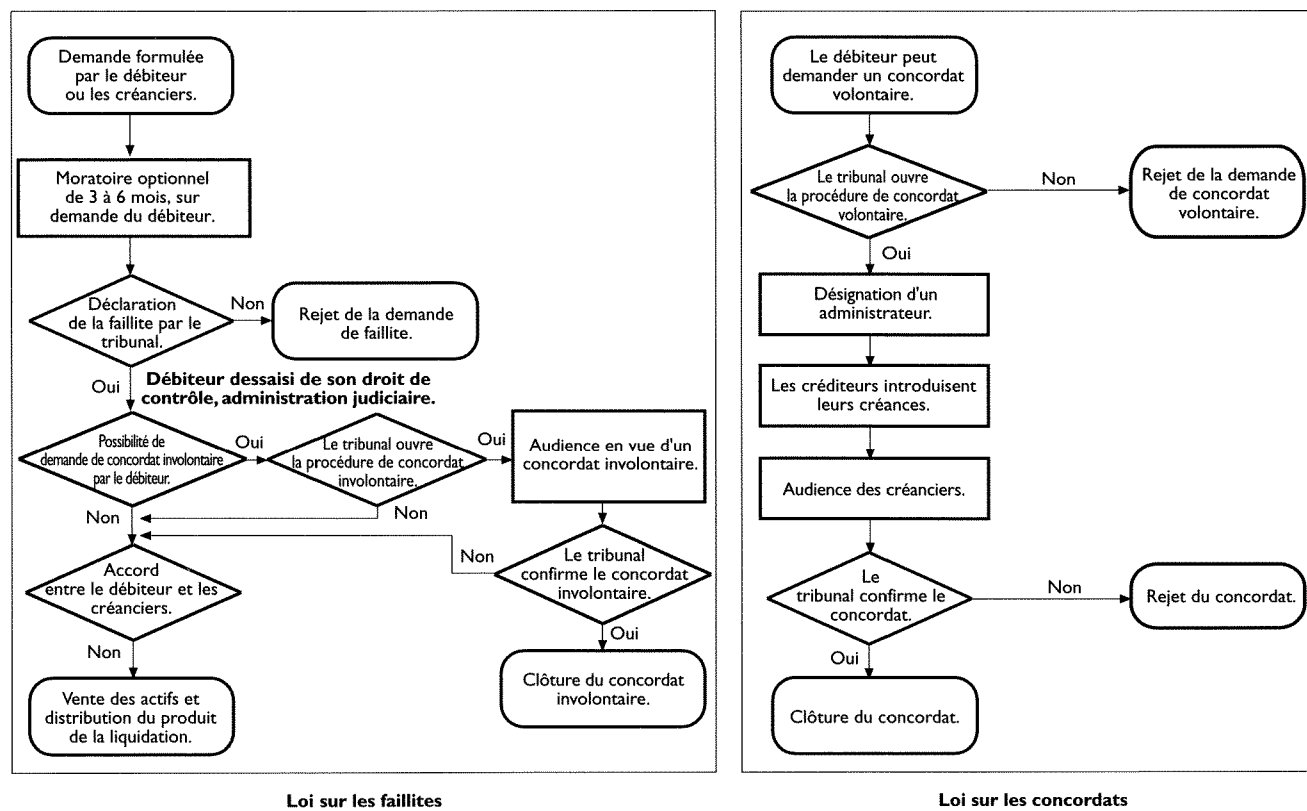 Demande formulée
par le débiteur
ou les créanciers.
Moratoire optionnel
de 3 à 6 mois, sur
demande du débiteur.
Déclaration
de la faillite par le
tribunal.
Non
Rejet de la demande
de faillite.
Oui
Débiteur dessaisi de son droit de
contrôle, administration judiciaire.
Possibilité de
demande de concordat involontaire
par le débiteur.
Oui
Le tribunal ouvre
la procédure de concordat
involontaire.
Oui
Audience en vue d'un
concordat involontaire.
Non
Non
Non
Le tribunal
confirme le concordat
involontaire.
Accord
entre le débiteur et les
créanciers.
Oui
Non
Clôture du concordat
involontaire.
Vente des actifs et
distribution du produit
de la liquidation.
Loi sur les faillites
Le débiteur peut
demander un concordat
volontaire.
Le tribunal ouvre
la procédure de concordat
volontaire.
Non
Rejet de la demande
de concordat
volontaire.
Oui
Désignation d'un
administrateur.
Les créditeurs introduisent
leurs créances.
Audience des créanciers.
Le
tribunal confirme le
concordat.
Non
Rejet du concordat.
Oui
Clôture du concordat.
Loi sur les concordats